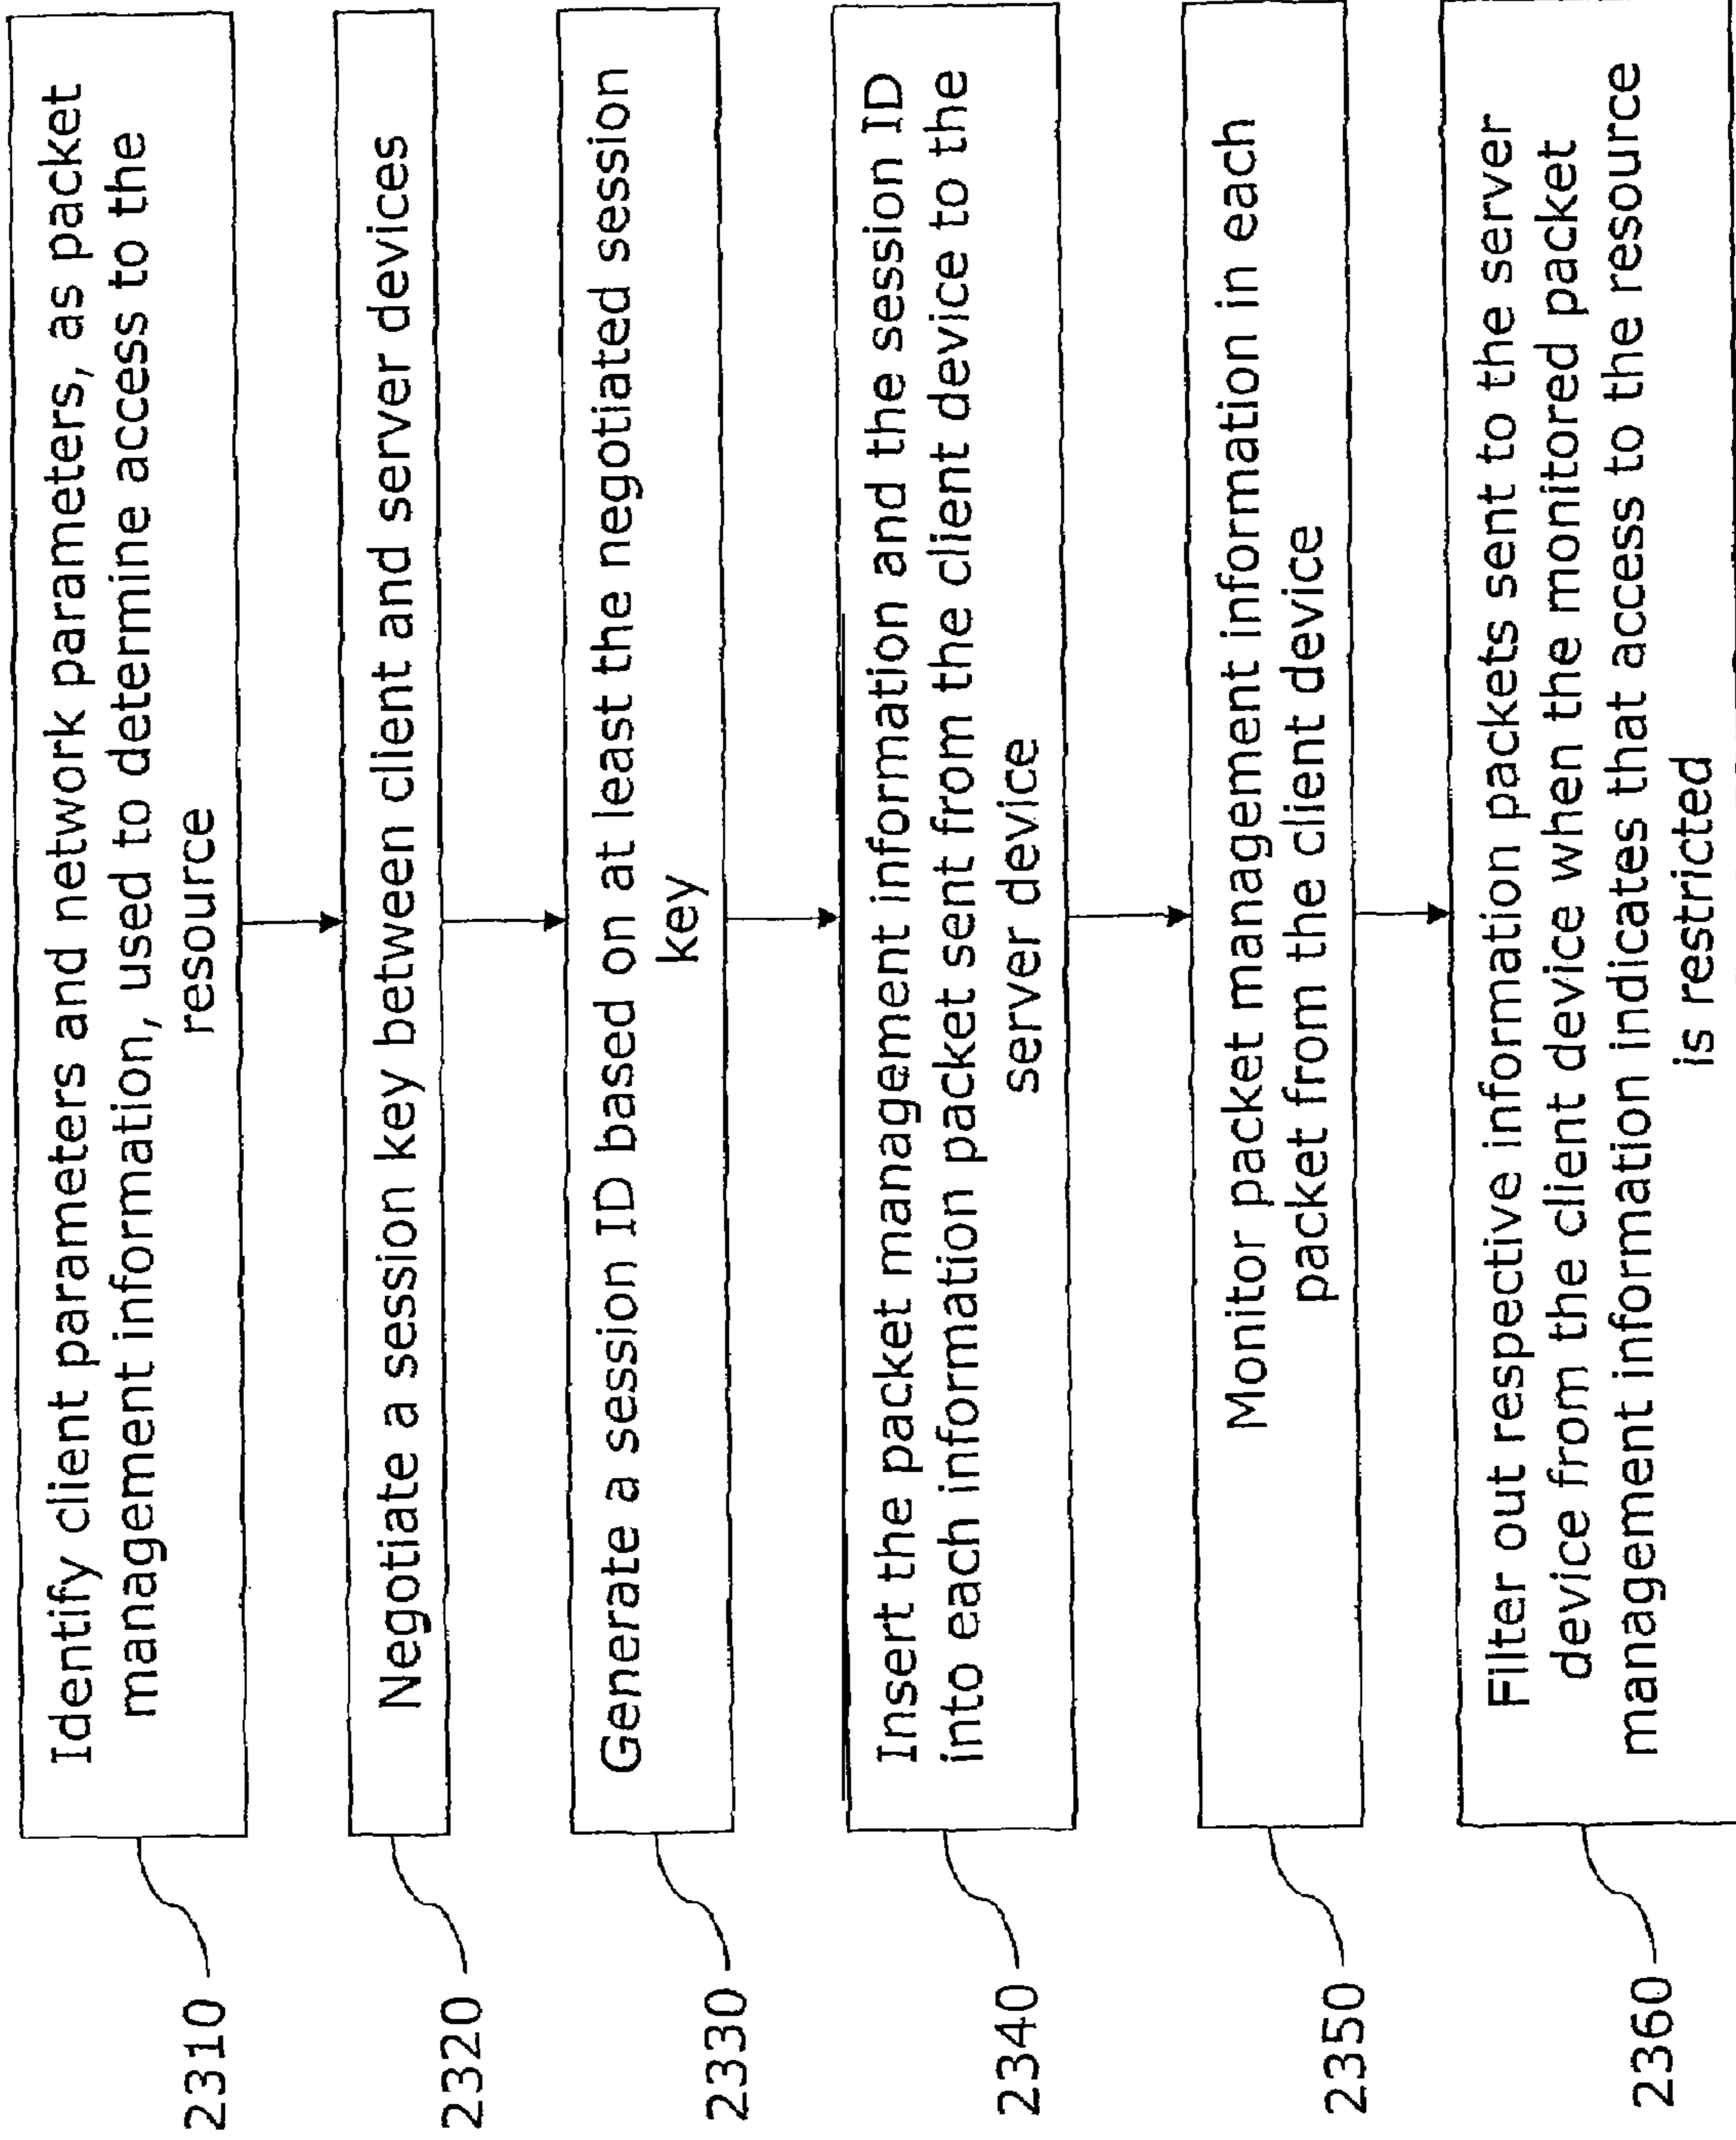 2310
Identify client parameters and network parameters, as packet
management information, used to determine access to the
resource
2320
Negotiate a session key between client and server devices
2330
Generate a session ID based on at least the negotiated session
key
2340
Insert the packet management information and the session ID
into each information packet sent from the client device to the
server device
2350
Monitor packet management information in each
packet from the client device
2360
Filter out respective information packets sent to the server
device from the client device when the monitored packet
management information indicates that access to the resource
is restricted